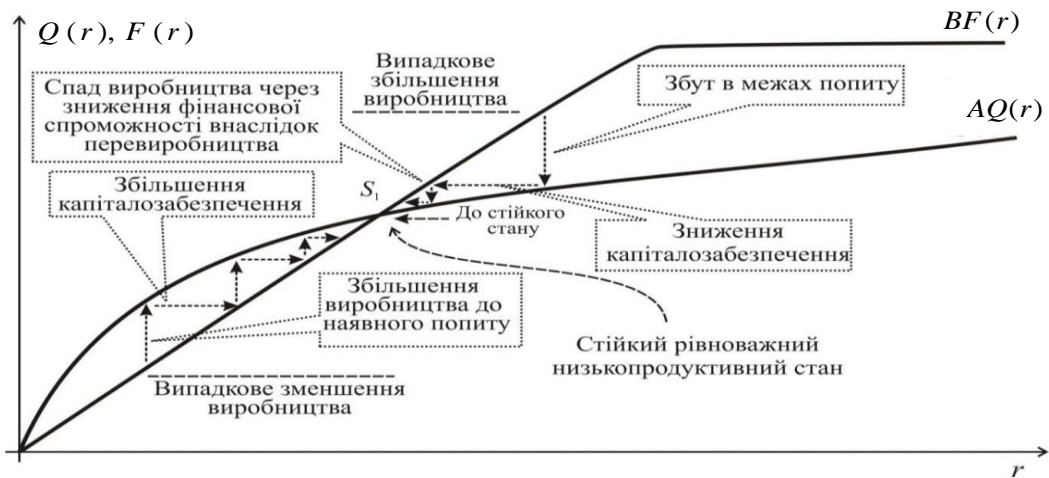 Q (r), F (r)
BF(r)
Випадкове
збільшення
виробництва
Спад виробництва через
зниження фінансової
спроможності внаслідок
перевиробництва
Збут в межах попиту
AQ(r)
Збільшення
капіталозабезпечення
S₁
До стійкого
стану
Зниження
капіталозабезпечення
Збільшення
виробництва до
наявного попиту
Стійкий рівноважний
низькопродуктивний стан
Випадкове зменшення
виробництва
r